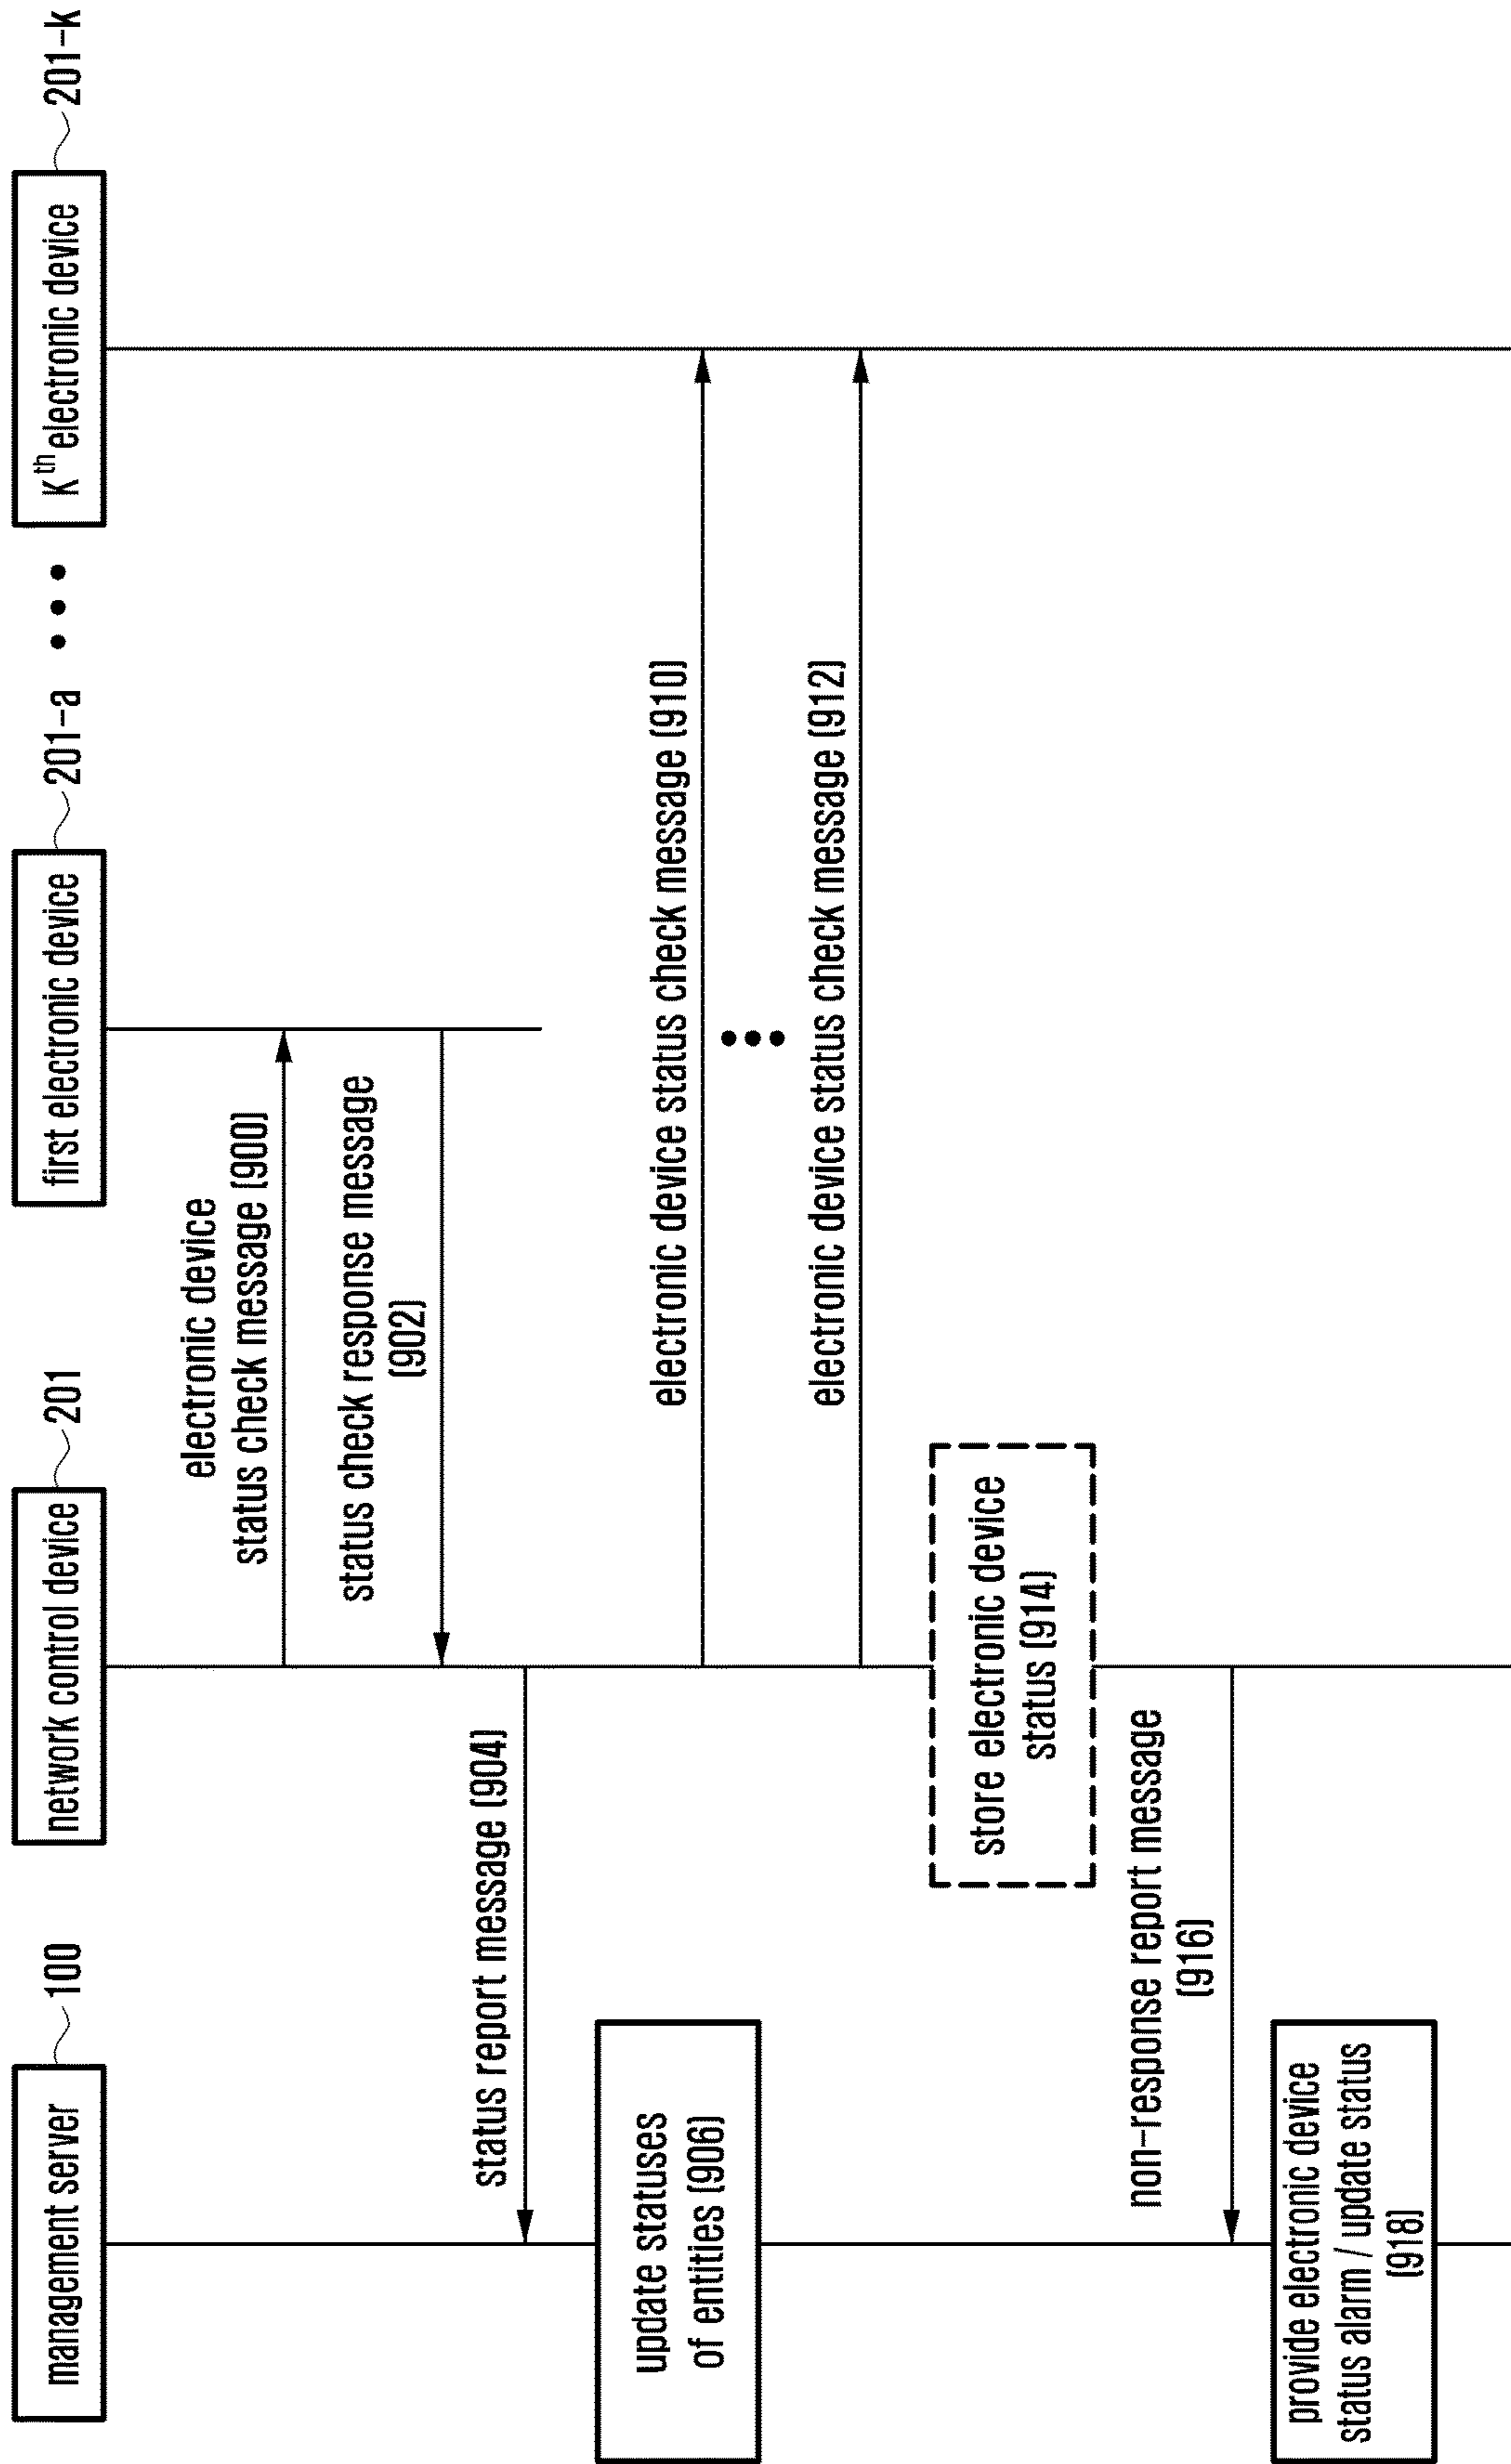 management server
100
network control device
201
first electronic device
201-a
•••
Kth electronic device
201-k
electronic device
status check message (900)
status check response message
(902)
status report message (904)
update statuses
of entities (906)
electronic device status check message (910)
•••
electronic device status check message (912)
store electronic device
status (914)
non-response report message
(916)
provide electronic device
status alarm / update status
(918)